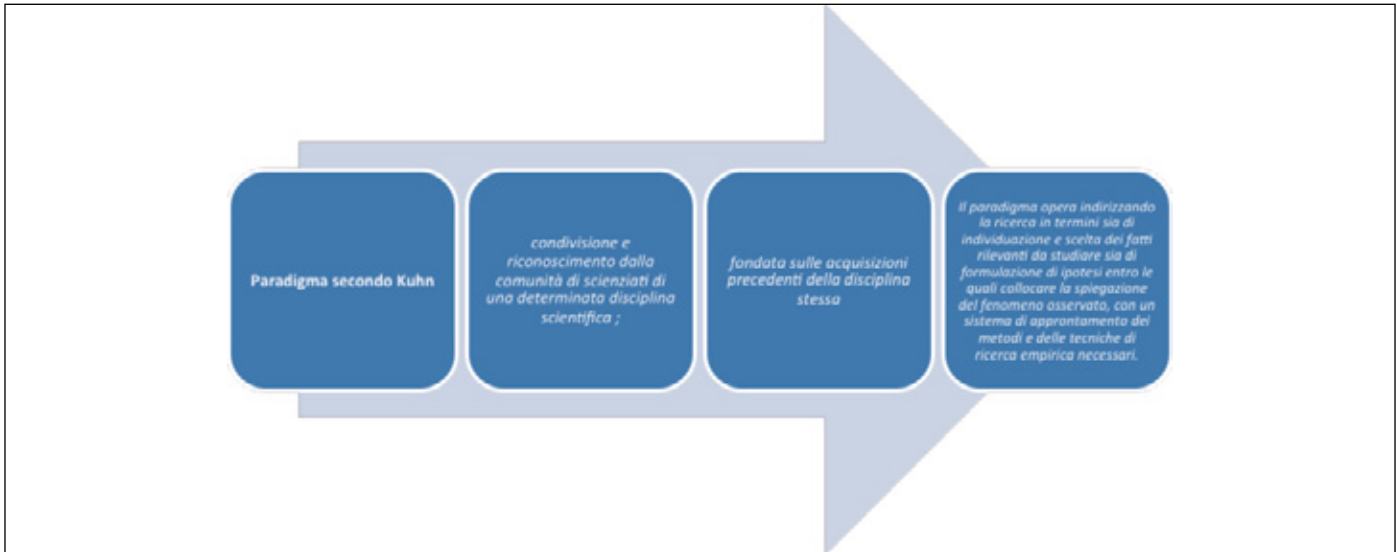 Paradigma secondo Kuhn
condivisione e
riconoscimento dalla
comunità di scienziati di
una determinata disciplina
scientifica ;
fondata sulle acquisizioni
precedenti della disciplina
stessa
Il paradigma opera indirizzando
la ricerca in termini sia di
individuazione e scelta dei fatti
rilevanti da studiare sia di
formulazione di ipotesi entro le
quali collocare la spiegazione
del fenomeno osservato, con un
sistema di approntamento dei
metodi e delle tecniche di
ricerca empirica necessari.